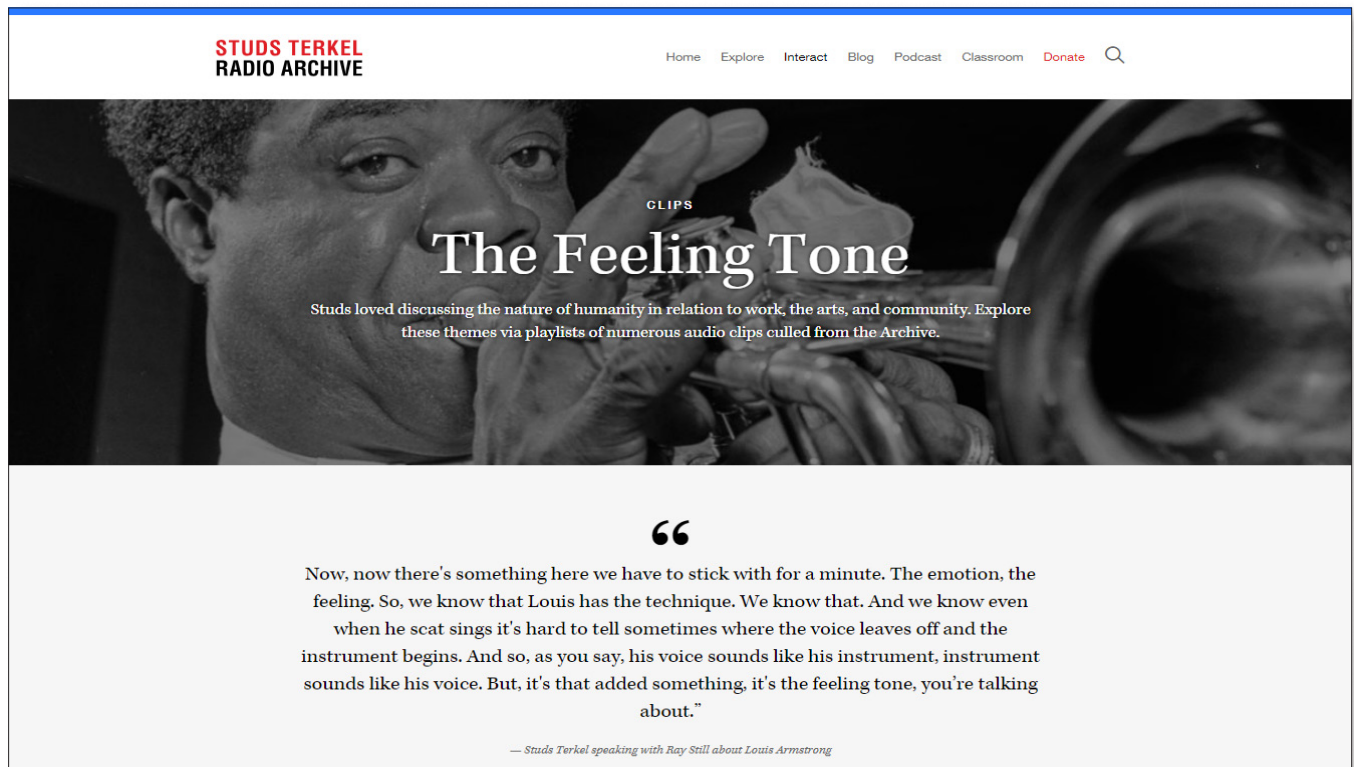 STUDS TERKEL
RADIO ARCHIVE
Home Explore Interact Blog Podcast Classroom Donate
CLIPS
The Feeling Tone
Studs loved discussing the nature of humanity in relation to work, the arts, and community. Explore
these themes via playlists of numerous audio clips culled from the Archive.
“
Now, now there's something here we have to stick with for a minute. The emotion, the
feeling. So, we know that Louis has the technique. We know that. And we know even
when he scat sings it's hard to tell sometimes where the voice leaves off and the
instrument begins. And so, as you say, his voice sounds like his instrument, instrument
sounds like his voice. But, it's that added something, it's the feeling tone, you’re talking
about.”
— Studs Terkel speaking with Ray Still about Louis Armstrong